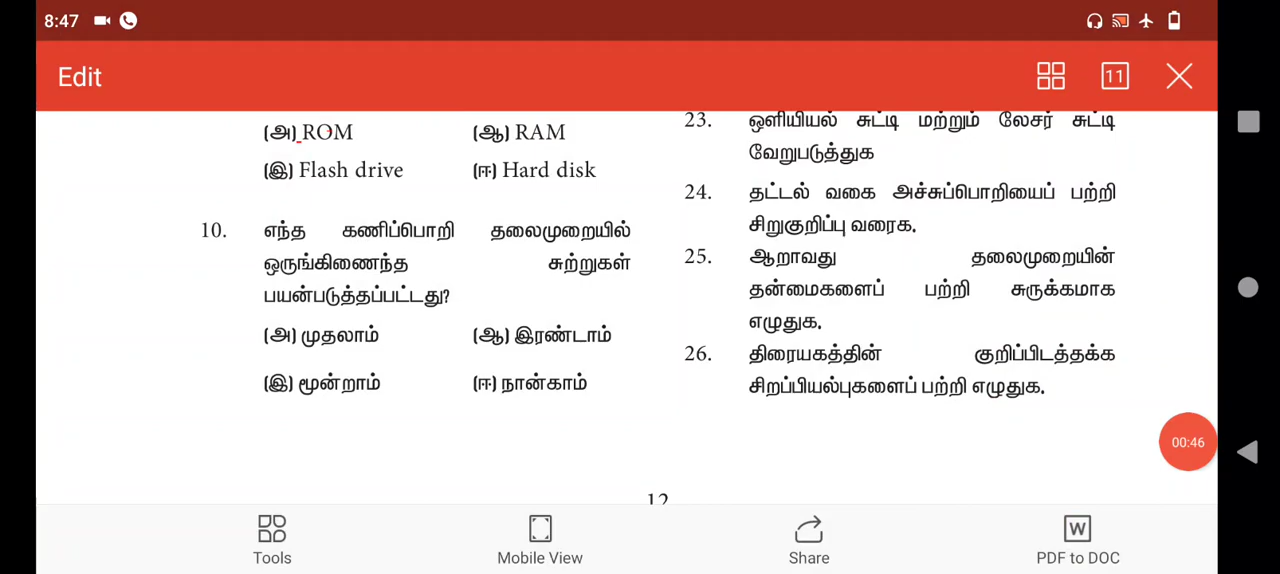 8:47
Edit
11
(அ) ROM (ஆ) RAM
(இ) Flash drive (ஈ) Hard disk
10. எந்த கணிப்பொறி தலைமுறையில்
ஒருங்கிணைந்த சுற்றுகள்
பயன்படுத்தப்பட்டது?
(அ) முதலாம் (ஆ) இரண்டாம்
(இ) மூன்றாம் (ஈ) நான்காம்
23. ஒளியியல் சுட்டி மற்றும் லேசர் சுட்டி
வேறுபடுத்துக
24. தட்டல் வகை அச்சுப்பொறியைப் பற்றி
சிறுகுறிப்பு வரைக.
25. ஆறாவது தலைமுறையின்
தன்மைகளைப் பற்றி சுருக்கமாக
எழுதுக.
26. திரையகத்தின் குறிப்பிடத்தக்க
சிறப்பியல்புகளைப் பற்றி எழுதுக.
00:46
12
Tools
Mobile View
Share
W
PDF to DOC